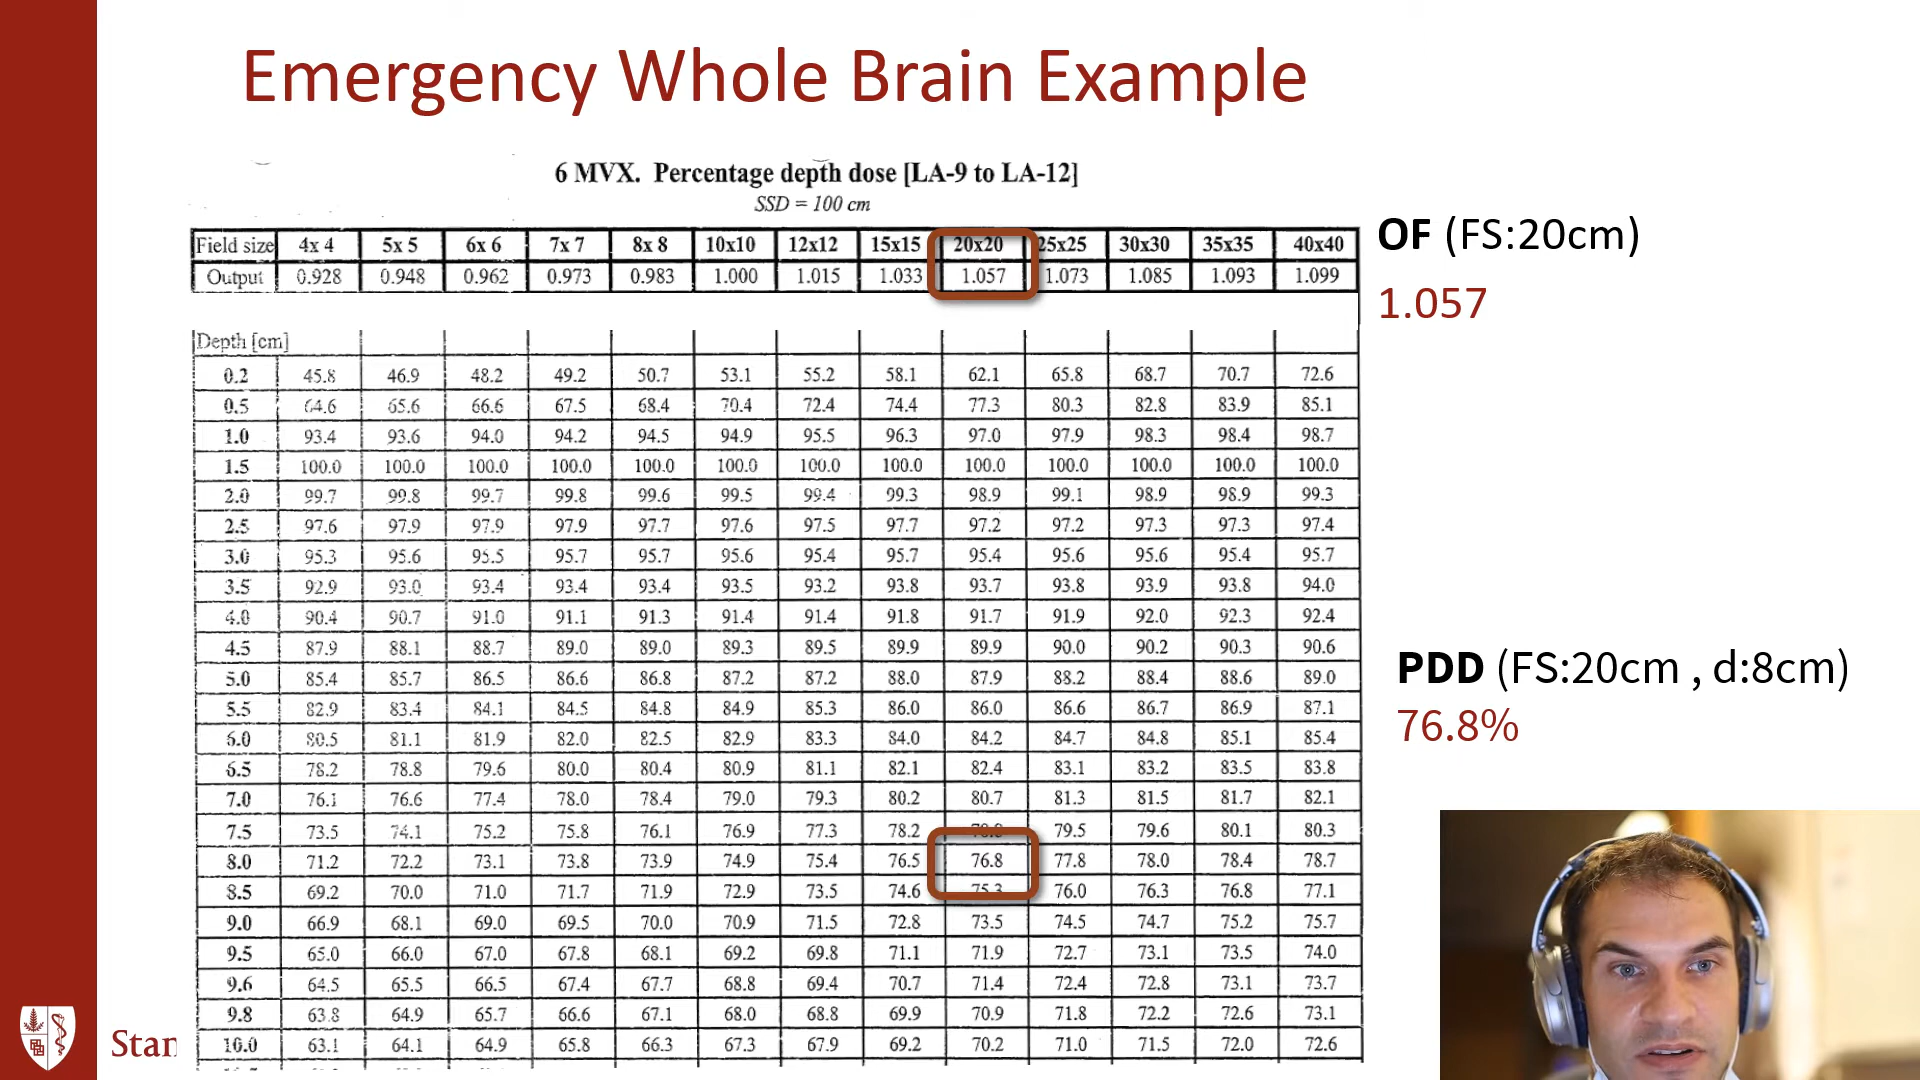 Emergency Whole Brain Example
6 MVX. Percentage depth dose [LA-9 to LA-12]
SSD = 100 cm
Field size 4x 4 5x 5 6x 6 7x 7 8x 8 10x10 12x12 15x15 20x20 25x25 30x30 35x35 40x40
Output 0.928 0.948 0.962 0.973 0.983 1.000 1.015 1.033 1.057 1.073 1.085 1.093 1.099
OF (FS:20cm)
1.057
Depth [cm]
0.2 45.8 46.9 48.2 49.2 50.7 53.1 55.2 58.1 62.1 65.8 68.7 70.7 72.6
0.5 64.6 65.6 66.6 67.5 68.4 70.4 72.4 74.4 77.3 80.3 82.8 83.9 85.1
1.0 93.4 93.6 94.0 94.2 94.5 94.9 95.5 96.3 97.0 97.9 98.3 98.4 98.7
1.5 100.0 100.0 100.0 100.0 100.0 100.0 100.0 100.0 100.0 100.0 100.0 100.0 100.0
2.0 99.7 99.8 99.7 99.8 99.6 99.5 99.4 99.3 98.9 99.1 98.9 98.9 99.3
2.5 97.6 97.9 97.9 97.9 97.7 97.6 97.5 97.7 97.2 97.2 97.3 97.3 97.4
3.0 95.3 95.6 95.5 95.7 95.7 95.6 95.4 95.7 95.4 95.6 95.6 95.4 95.7
3.5 92.9 93.0 93.4 93.4 93.4 93.5 93.2 93.8 93.7 93.8 93.9 93.8 94.0
4.0 90.4 90.7 91.0 91.1 91.3 91.4 91.4 91.8 91.7 91.9 92.0 92.3 92.4
4.5 87.9 88.1 88.7 89.0 89.0 89.3 89.5 89.9 89.9 90.0 90.2 90.3 90.6
5.0 85.4 85.7 86.5 86.6 86.8 87.2 87.2 88.0 87.9 88.2 88.4 88.6 89.0
5.5 82.9 83.4 84.1 84.5 84.8 84.9 85.3 86.0 86.0 86.6 86.7 86.9 87.1
6.0 80.5 81.1 81.9 82.0 82.5 82.9 83.3 84.0 84.2 84.7 84.8 85.1 85.4
6.5 78.2 78.8 79.6 80.0 80.4 80.9 81.1 82.1 82.4 83.1 83.2 83.5 83.8
7.0 76.1 76.6 77.4 78.0 78.4 79.0 79.3 80.2 80.7 81.3 81.5 81.7 82.1
7.5 73.5 74.1 75.2 75.8 76.1 76.9 77.3 78.2 79.5 79.6 80.1 80.3
8.0 71.2 72.2 73.1 73.8 73.9 74.9 75.4 76.5 76.8 77.8 78.0 78.4 78.7
8.5 69.2 70.0 71.0 71.7 71.9 72.9 73.5 74.6 75.3 76.0 76.3 76.8 77.1
9.0 66.9 68.1 69.0 69.5 70.0 70.9 71.5 72.8 73.5 74.5 74.7 75.2 75.7
9.5 65.0 66.0 67.0 67.8 68.1 69.2 69.8 71.1 71.9 72.7 73.1 73.5 74.0
9.6 64.5 65.5 66.5 67.4 67.7 68.8 69.4 70.7 71.4 72.4 72.8 73.1 73.7
9.8 63.8 64.9 65.7 66.6 67.1 68.0 68.8 69.9 70.9 71.8 72.2 72.6 73.1
10.0 63.1 64.1 64.9 65.8 66.3 67.3 67.9 69.2 70.2 71.0 71.5 72.0 72.6
PDD (FS:20cm , d:8cm)
76.8%
Stan